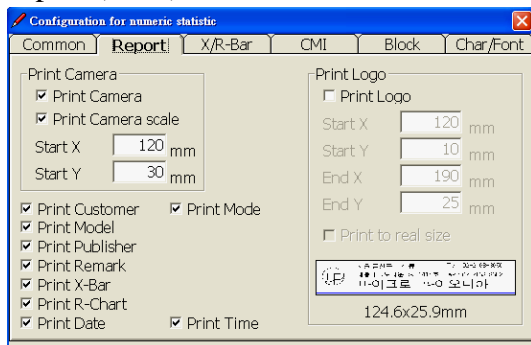 Configuration for numeric statistic
Common Report X/R-Bar CMI Block Char/Font
Print Camera
Print Camera
Print Camera scale
Start X 120 mm
Start Y 30 mm
Print Customer Print Mode
Print Model
Print Publisher
Print Remark
Print X-Bar
Print R-Chart
Print Date Print Time
Print Logo
Print Logo
Start X 120 mm
Start Y 10 mm
End X 190 mm
End Y 25 mm
Print to real size
124.6x25.9mm